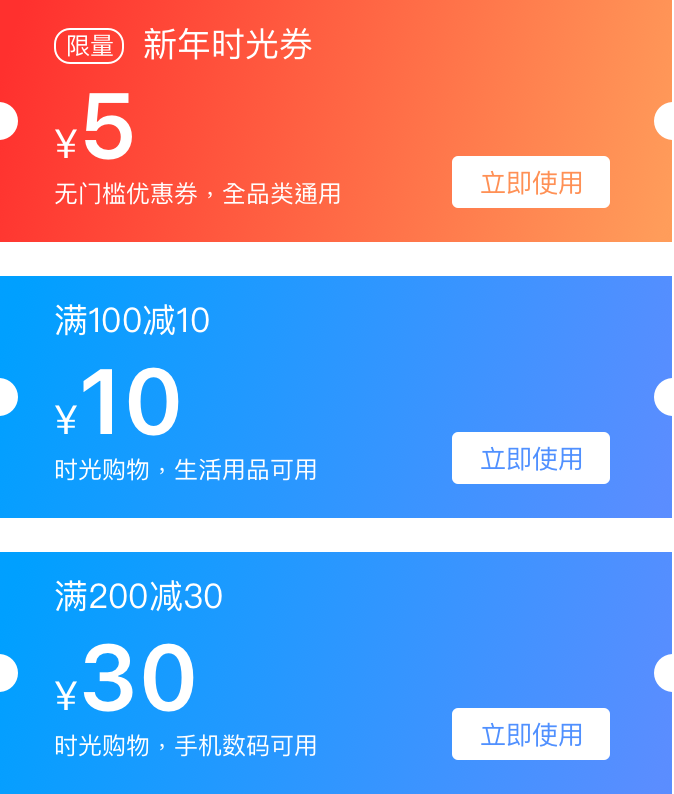 限量 新年时光券
¥5
无门槛优惠券，全品类通用
立即使用
满100减10
¥10
时光购物，生活用品可用
立即使用
满200减30
¥30
时光购物，手机数码可用
立即使用